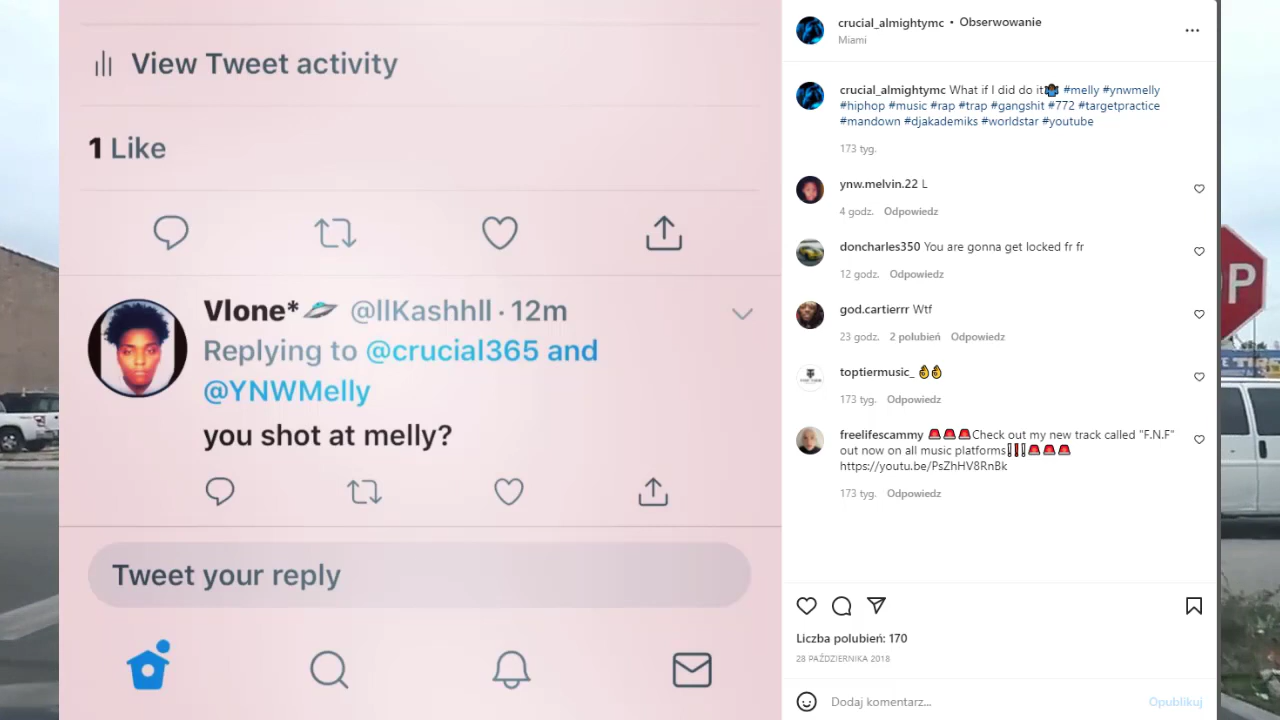 View Tweet activity
1 Like
Vlone* @llKashhll · 12m
Replying to @crucial365 and
@YNWMelly
you shot at melly?
Tweet your reply
crucial_almightymc • Obserwowanie
Miami
crucial_almightymc What if I did do it🤷🏿‍♂️ #melly #ynwmelly
#hiphop #music #rap #trap #gangshit #772 #targetpractice
#mandown #djakademiks #worldstar #youtube
173 tyg.
ynw.melvin.22 L
4 godz. Odpowiedz
doncharles350 You are gonna get locked fr fr
12 godz. Odpowiedz
god.cartierrr Wtf
23 godz. 2 polubień Odpowiedz
toptiermusic_ 👌👌
173 tyg. Odpowiedz
freelifescammy 🚨🚨🚨Check out my new track called "F.N.F"
out now on all music platforms‼️❗🚨🚨🚨
https://youtu.be/PsZhHV8RnBk
173 tyg. Odpowiedz
Liczba polubień: 170
28 PAŹDZIERNIKA 2018
Dodaj komentarz...
Opublikuj
P